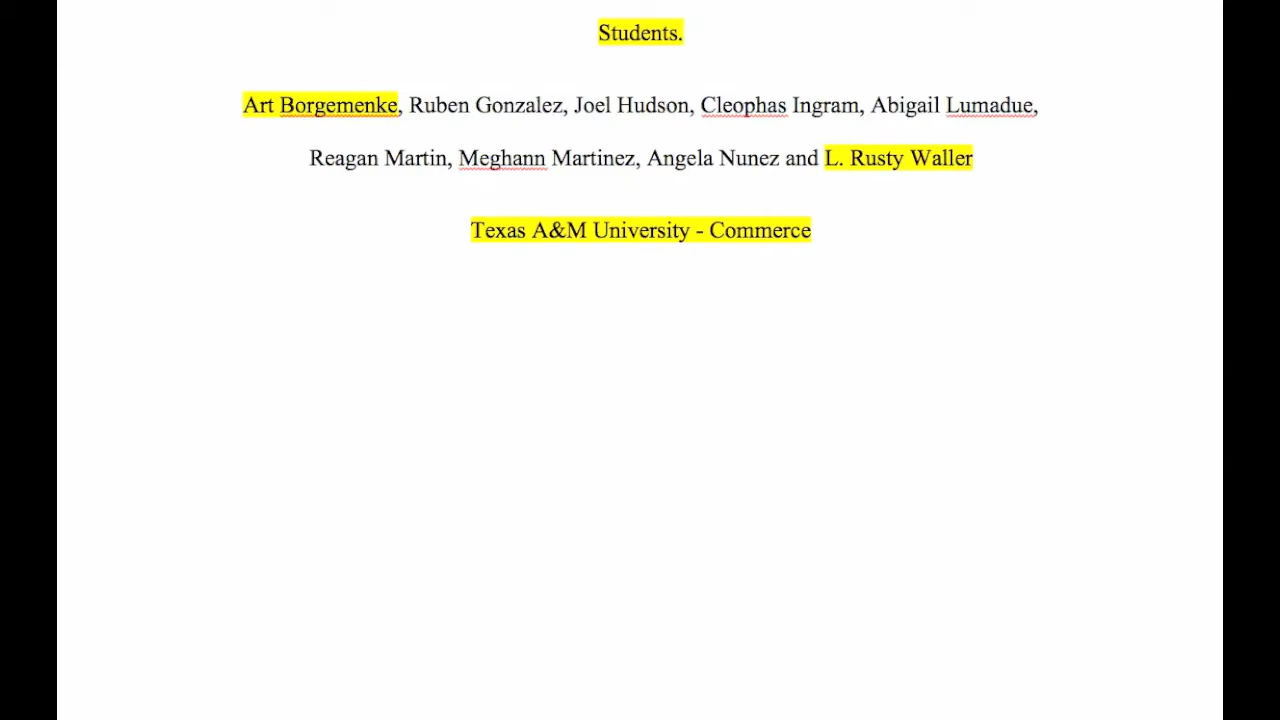 Students.
Art Borgemenke, Ruben Gonzalez, Joel Hudson, Cleophas Ingram, Abigail Lumadue,
Reagan Martin, Meghann Martinez, Angela Nunez and L. Rusty Waller
Texas A&M University - Commerce